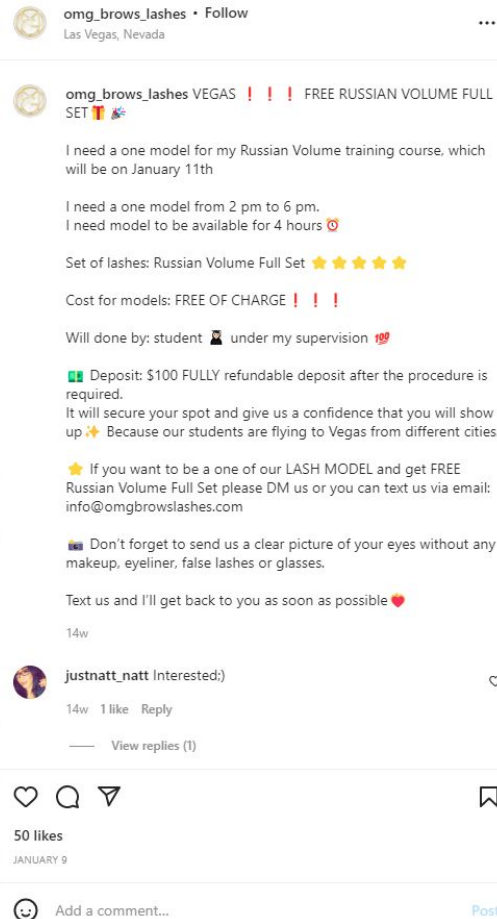 omg_brows_lashes • Follow
Las Vegas, Nevada
omg_brows_lashes VEGAS ❗ ❗ ❗ FREE RUSSIAN VOLUME FULL
SET🎁 🎉
I need a one model for my Russian Volume training course, which
will be on January 11th
I need a one model from 2 pm to 6 pm.
I need model to be available for 4 hours ⏰
Set of lashes: Russian Volume Full Set ⭐ ⭐ ⭐ ⭐ ⭐
Cost for models: FREE OF CHARGE ❗ ❗ ❗
Will done by: student 👩🏻‍🎓 under my supervision 💯
💵 Deposit: $100 FULLY refundable deposit after the procedure is
required.
It will secure your spot and give us a confidence that you will show
up✨ Because our students are flying to Vegas from different cities
⭐ If you want to be a one of our LASH MODEL and get FREE
Russian Volume Full Set please DM us or you can text us via email:
info@omgbrowslashes.com
📸 Don’t forget to send us a clear picture of your eyes without any
makeup, eyeliner, false lashes or glasses.
Text us and I’ll get back to you as soon as possible❤️
14w
justnatt_natt Interested;)
14w 1 like Reply
View replies (1)
50 likes
JANUARY 9
Add a comment...
Post